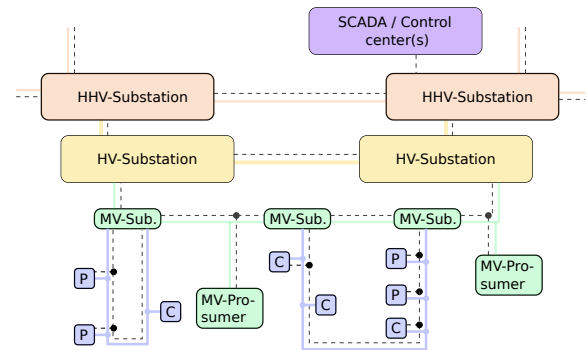 SCADA / Control
center(s)
HHV-Substation
HHV-Substation
HV-Substation
HV-Substation
MV-Sub.
MV-Sub.
MV-Sub.
C
P
P
MV-Pro-
sumer
P
C
P
MV-Pro-
sumer
C
C
P